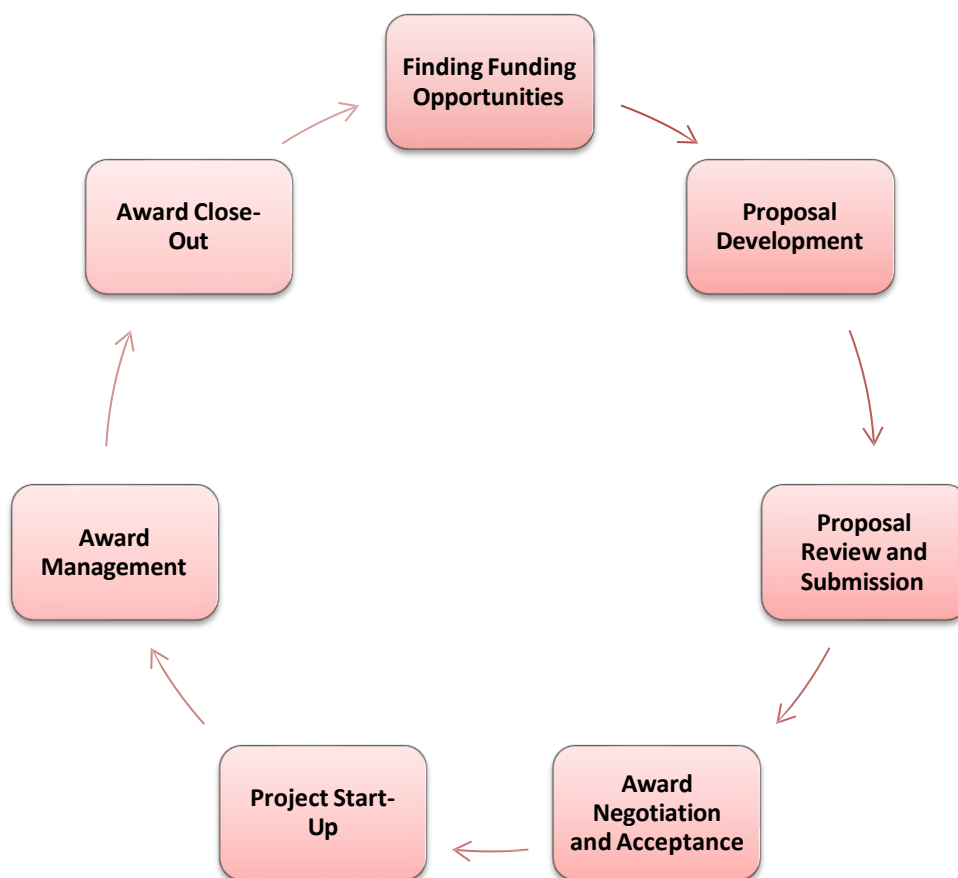 Finding Funding
Opportunities
Proposal
Development
Proposal
Review and
Submission
Award
Negotiation
and Acceptance
Project Start-
Up
Award
Management
Award Close-
Out